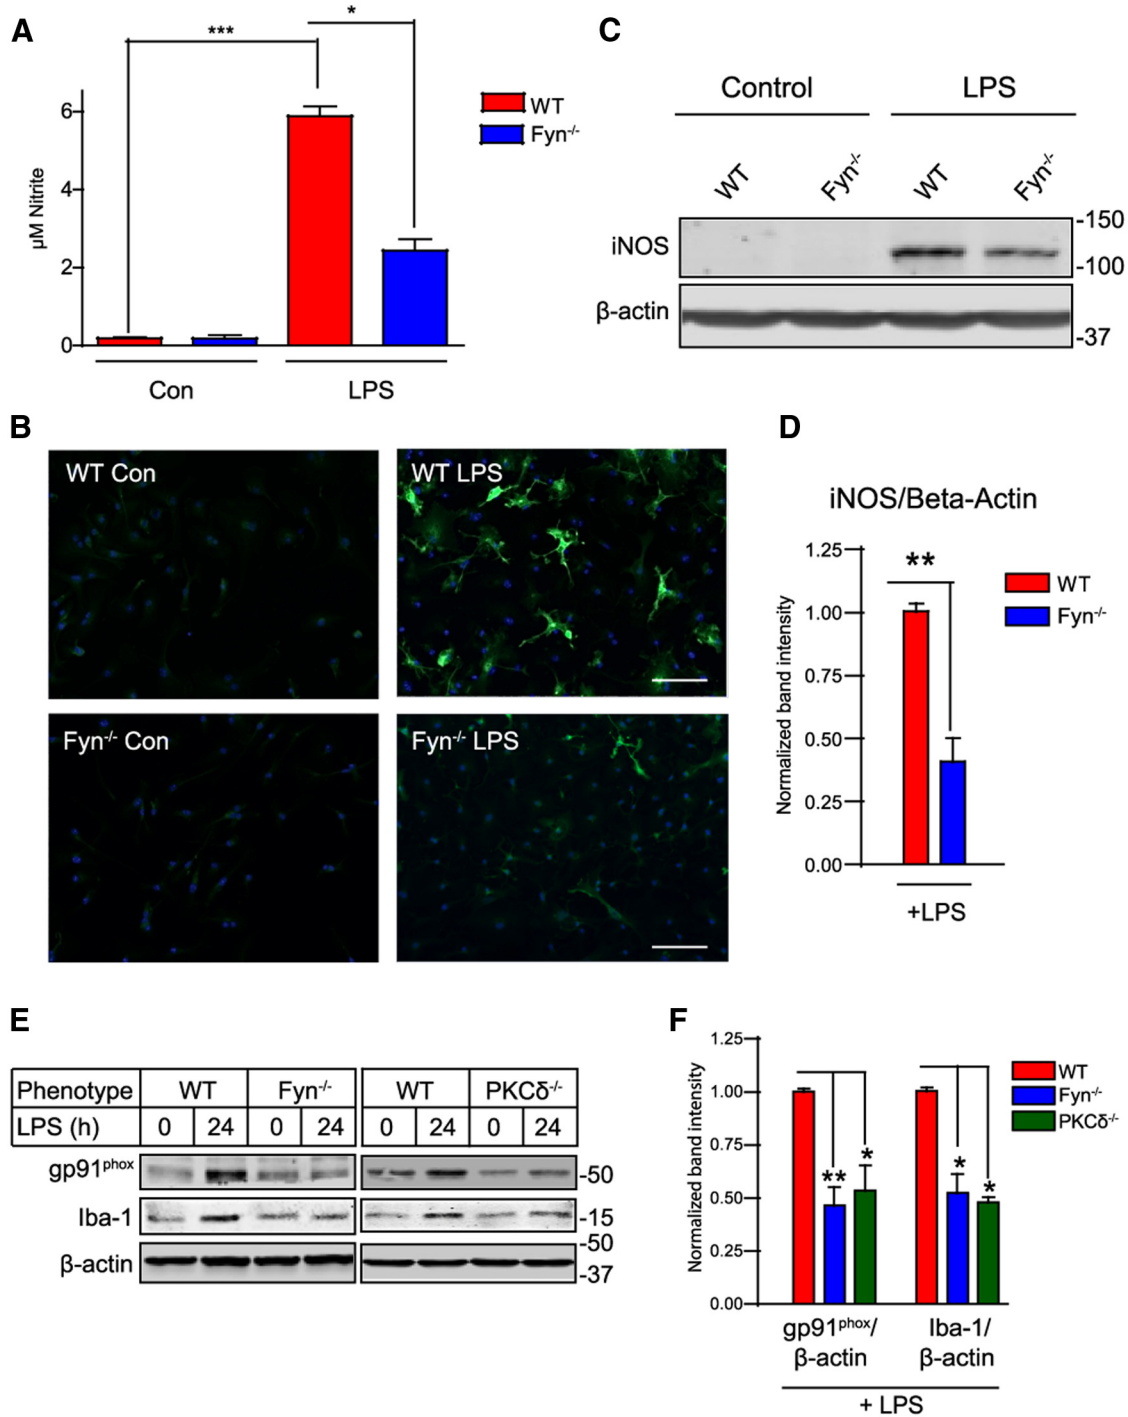 A
***
*
6
4
2
0
µM Nitrite
WT
Fyn-/-
Con
LPS
C
Control
LPS
WT
Fyn-/-
WT
Fyn-/-
iNOS
-150
-100
β-actin
-37
B
WT Con
WT LPS
Fyn-/- Con
Fyn-/- LPS
D
iNOS/Beta-Actin
1.25
1.00
0.75
0.50
0.25
0.00
Normalized band intensity
**
WT
Fyn-/-
+LPS
E
Phenotype WT Fyn-/- WT PKCδ-/-
LPS (h) 0 24 0 24 0 24 0 24
gp91phox
-50
Iba-1
-15
-50
β-actin
-37
F
1.25
1.00
0.75
0.50
0.25
0.00
Normalized band intensity
** * * *
WT
Fyn-/-
PKCδ-/-
gp91phox/
β-actin
Iba-1/
β-actin
+ LPS